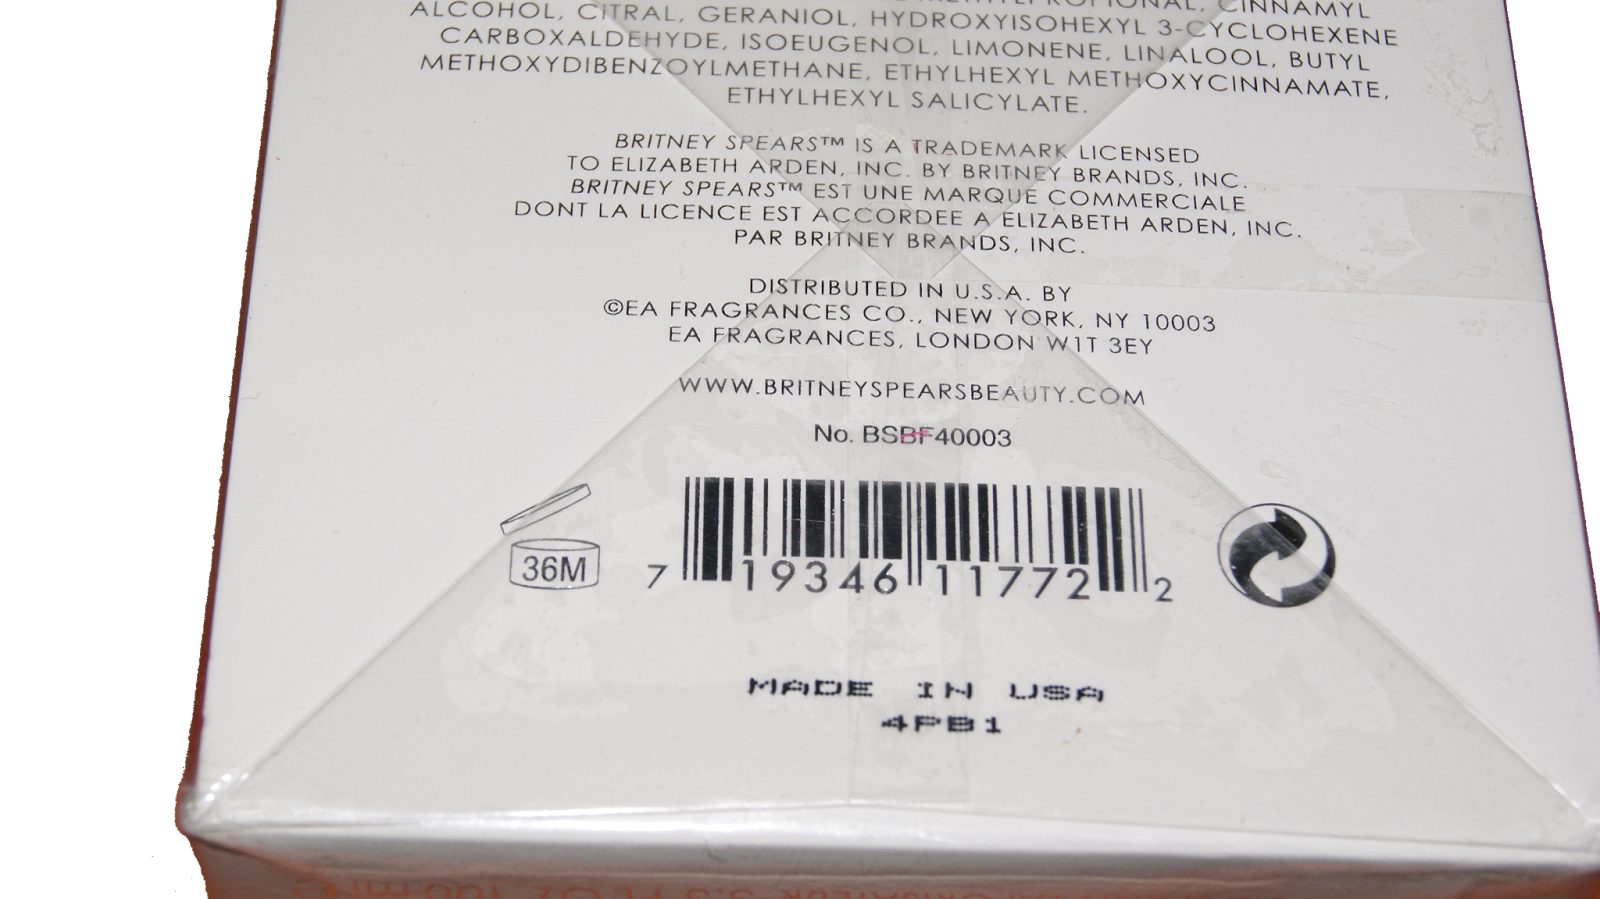 CINNAMYL
ALCOHOL, CITRAL, GERANIOL, HYDROXYISOHEXYL 3-CYCLOHEXENE
CARBOXALDEHYDE, ISOEUGENOL, LIMONENE, LINALOOL, BUTYL
METHOXYDIBENZOYLMETHANE, ETHYLHEXYL METHOXYCINNAMATE,
ETHYLHEXYL SALICYLATE.
BRITNEY SPEARS™ IS A TRADEMARK LICENSED
TO ELIZABETH ARDEN, INC. BY BRITNEY BRANDS, INC.
BRITNEY SPEARS™ EST UNE MARQUE COMMERCIALE
DONT LA LICENCE EST ACCORDEE A ELIZABETH ARDEN, INC.
PAR BRITNEY BRANDS, INC.
DISTRIBUTED IN U.S.A. BY
©EA FRAGRANCES CO., NEW YORK, NY 10003
EA FRAGRANCES, LONDON W1T 3EY
WWW.BRITNEYSPEARSBEAUTY.COM
No. BSBF40003
36M
7 19346 11772 2
MADE IN USA
4PB1